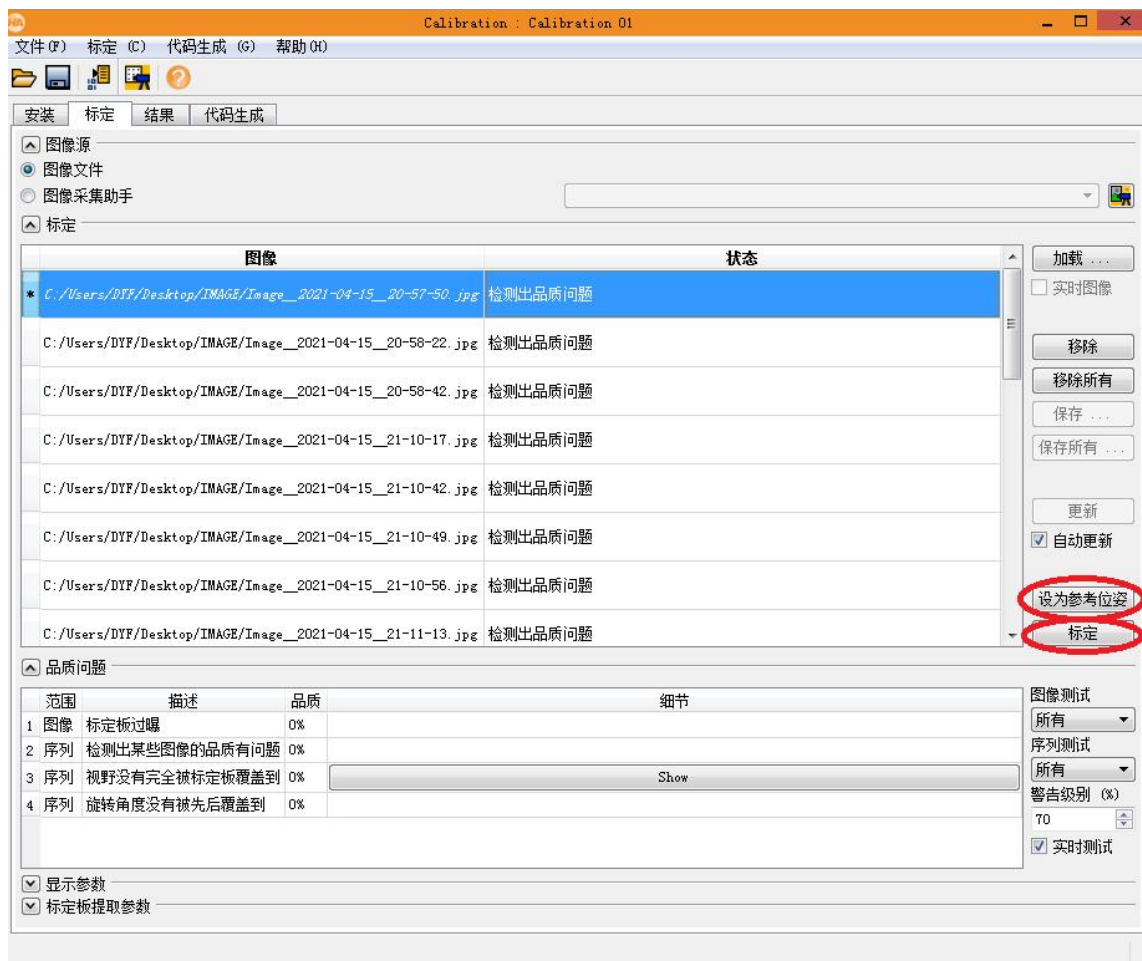 Calibration : Calibration 01
文件(F) 标定 (C) 代码生成 (G) 帮助(H)
安装 标定 结果 代码生成
图像源
图像文件
图像采集助手
标定
图像 状态
* C:/Users/DYF/Desktop/IMAGE/Image__2021-04-15__20-57-50.jpg 检测出品质问题
C:/Users/DYF/Desktop/IMAGE/Image__2021-04-15__20-58-22.jpg 检测出品质问题
C:/Users/DYF/Desktop/IMAGE/Image__2021-04-15__20-58-42.jpg 检测出品质问题
C:/Users/DYF/Desktop/IMAGE/Image__2021-04-15__21-10-17.jpg 检测出品质问题
C:/Users/DYF/Desktop/IMAGE/Image__2021-04-15__21-10-42.jpg 检测出品质问题
C:/Users/DYF/Desktop/IMAGE/Image__2021-04-15__21-10-49.jpg 检测出品质问题
C:/Users/DYF/Desktop/IMAGE/Image__2021-04-15__21-10-56.jpg 检测出品质问题
C:/Users/DYF/Desktop/IMAGE/Image__2021-04-15__21-11-13.jpg 检测出品质问题
加载 ...
实时图像
移除
移除所有
保存 ...
保存所有 ...
更新
自动更新
设为参考位姿
标定
品质问题
范围 描述 品质 细节
1 图像 标定板过曝 0%
2 序列 检测出某些图像的品质有问题 0%
3 序列 视野没有完全被标定板覆盖到 0% Show
4 序列 旋转角度没有被先后覆盖到 0%
图像测试
所有
序列测试
所有
警告级别 (%)
70
实时测试
显示参数
标定板提取参数